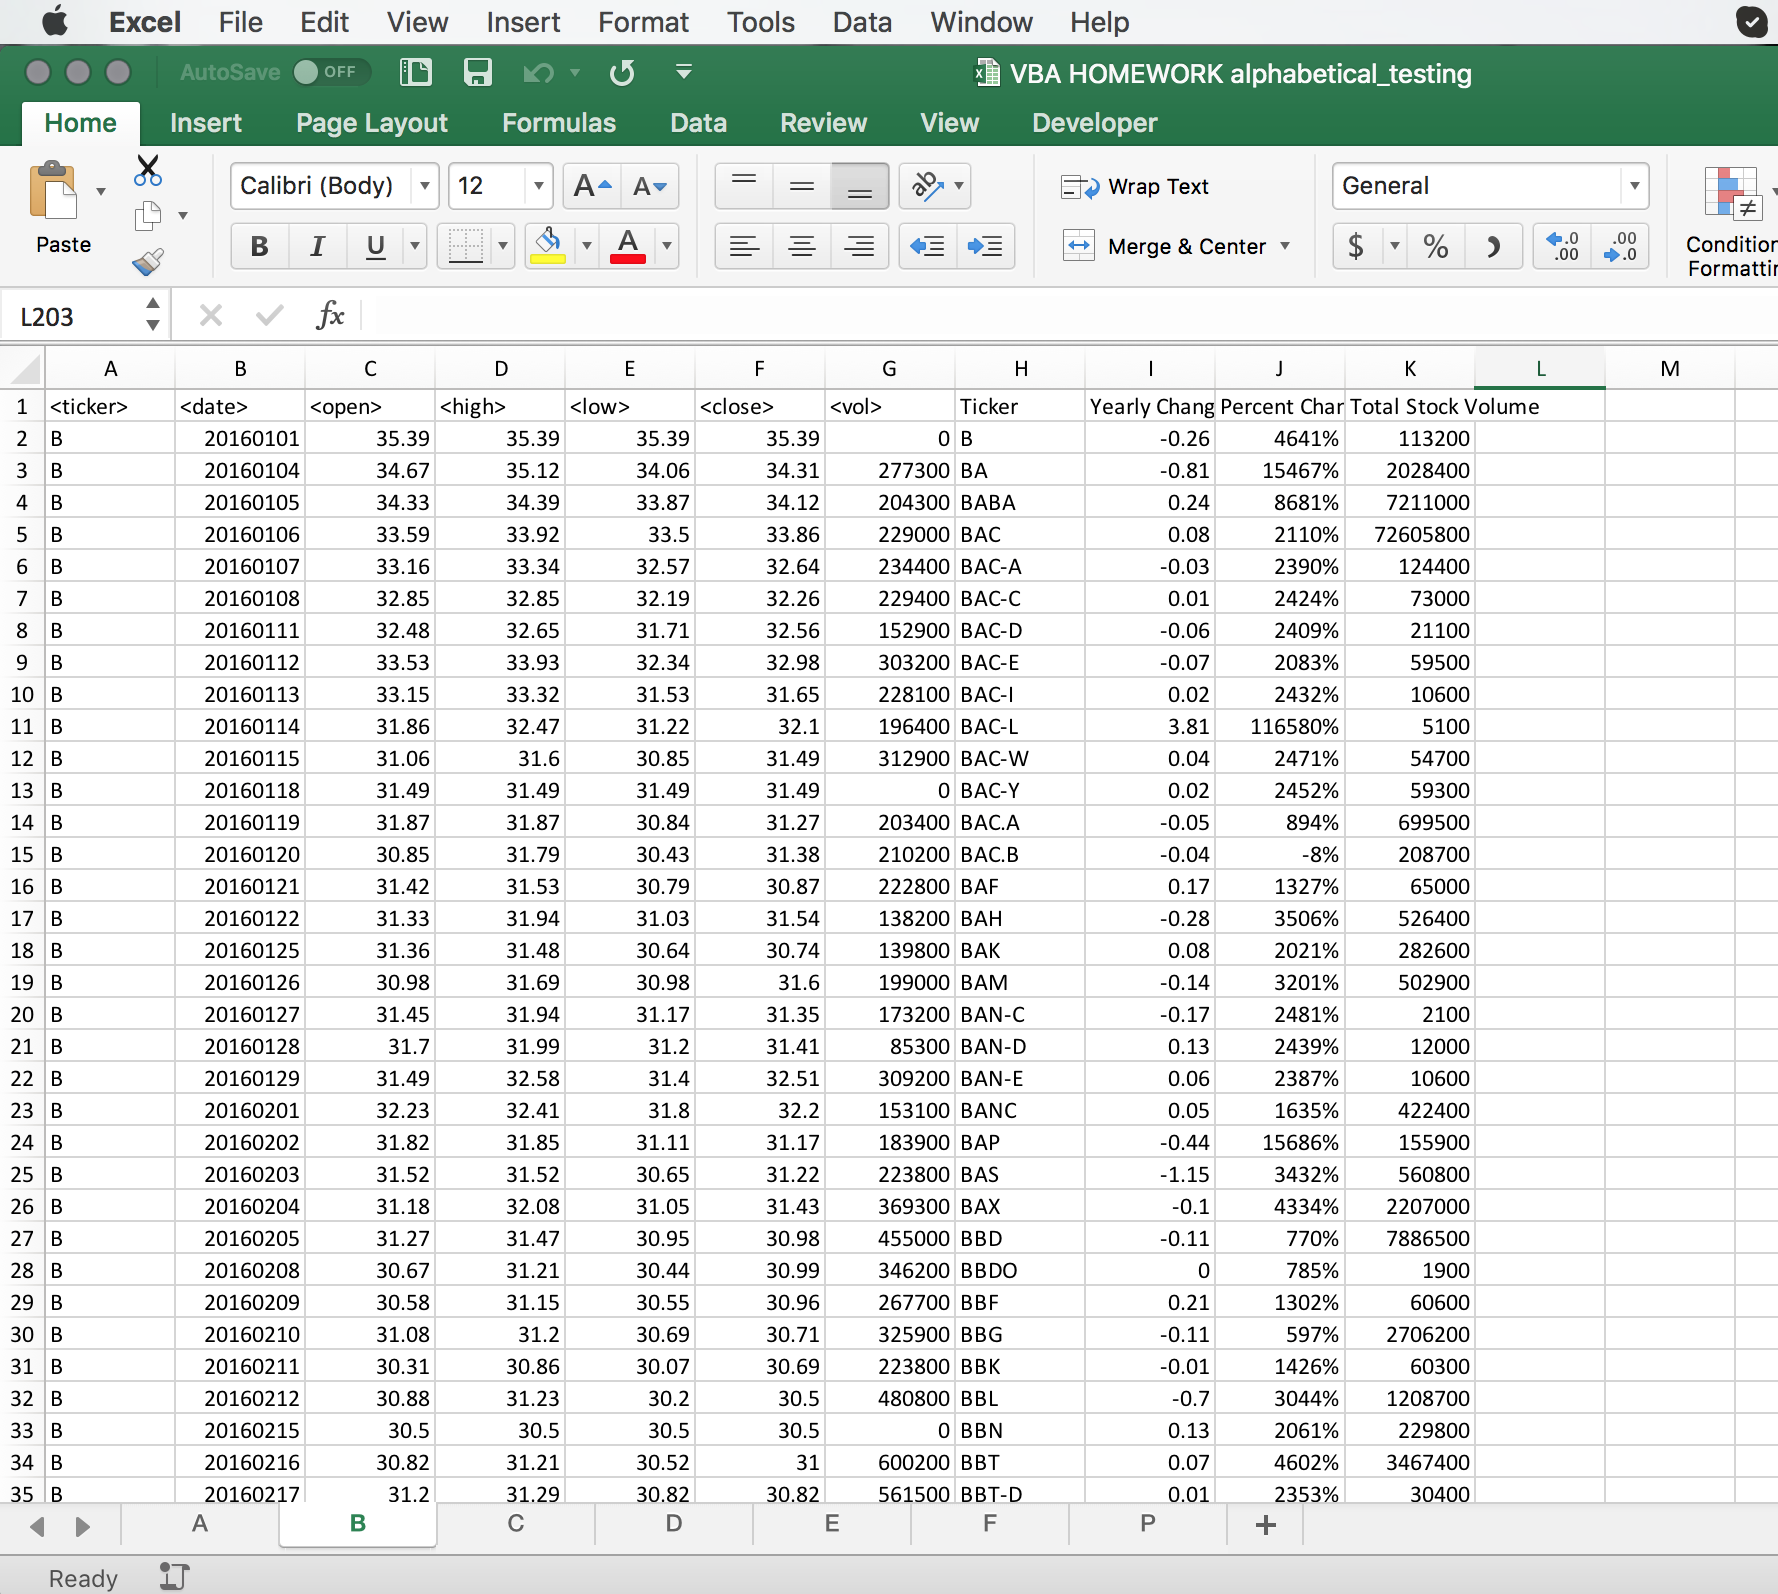 Excel File Edit View Insert Format Tools Data Window Help
AutoSave OFF VBA HOMEWORK alphabetical_testing
Home Insert Page Layout Formulas Data Review View Developer
Paste Calibri (Body) 12 A A ab Wrap Text General
B I U A Merge & Center $ % .0 .00 .00 .0 Condition Formattin
L203 fx
A B C D E F G H I J K L M
1 <ticker> <date> <open> <high> <low> <close> <vol> Ticker Yearly Chang Percent Char Total Stock Volume
2 B 20160101 35.39 35.39 35.39 35.39 0 B -0.26 4641% 113200
3 B 20160104 34.67 35.12 34.06 34.31 277300 BA -0.81 15467% 2028400
4 B 20160105 34.33 34.39 33.87 34.12 204300 BABA 0.24 8681% 7211000
5 B 20160106 33.59 33.92 33.5 33.86 229000 BAC 0.08 2110% 72605800
6 B 20160107 33.16 33.34 32.57 32.64 234400 BAC-A -0.03 2390% 124400
7 B 20160108 32.85 32.85 32.19 32.26 229400 BAC-C 0.01 2424% 73000
8 B 20160111 32.48 32.65 31.71 32.56 152900 BAC-D -0.06 2409% 21100
9 B 20160112 33.53 33.93 32.34 32.98 303200 BAC-E -0.07 2083% 59500
10 B 20160113 33.15 33.32 31.53 31.65 228100 BAC-I 0.02 2432% 10600
11 B 20160114 31.86 32.47 31.22 32.1 196400 BAC-L 3.81 116580% 5100
12 B 20160115 31.06 31.6 30.85 31.49 312900 BAC-W 0.04 2471% 54700
13 B 20160118 31.49 31.49 31.49 31.49 0 BAC-Y 0.02 2452% 59300
14 B 20160119 31.87 31.87 30.84 31.27 203400 BAC.A -0.05 894% 699500
15 B 20160120 30.85 31.79 30.43 31.38 210200 BAC.B -0.04 -8% 208700
16 B 20160121 31.42 31.53 30.79 30.87 222800 BAF 0.17 1327% 65000
17 B 20160122 31.33 31.94 31.03 31.54 138200 BAH -0.28 3506% 526400
18 B 20160125 31.36 31.48 30.64 30.74 139800 BAK 0.08 2021% 282600
19 B 20160126 30.98 31.69 30.98 31.6 199000 BAM -0.14 3201% 502900
20 B 20160127 31.45 31.94 31.17 31.35 173200 BAN-C -0.17 2481% 2100
21 B 20160128 31.7 31.99 31.2 31.41 85300 BAN-D 0.13 2439% 12000
22 B 20160129 31.49 32.58 31.4 32.51 309200 BAN-E 0.06 2387% 10600
23 B 20160201 32.23 32.41 31.8 32.2 153100 BANC 0.05 1635% 422400
24 B 20160202 31.82 31.85 31.11 31.17 183900 BAP -0.44 15686% 155900
25 B 20160203 31.52 31.52 30.65 31.22 223800 BAS -1.15 3432% 560800
26 B 20160204 31.18 32.08 31.05 31.43 369300 BAX -0.1 4334% 2207000
27 B 20160205 31.27 31.47 30.95 30.98 455000 BBD -0.11 770% 7886500
28 B 20160208 30.67 31.21 30.44 30.99 346200 BBDO 0 785% 1900
29 B 20160209 30.58 31.15 30.55 30.96 267700 BBF 0.21 1302% 60600
30 B 20160210 31.08 31.2 30.69 30.71 325900 BBG -0.11 597% 2706200
31 B 20160211 30.31 30.86 30.07 30.69 223800 BBK -0.01 1426% 60300
32 B 20160212 30.88 31.23 30.2 30.5 480800 BBL -0.7 3044% 1208700
33 B 20160215 30.5 30.5 30.5 30.5 0 BBN 0.13 2061% 229800
34 B 20160216 30.82 31.21 30.52 31 600200 BBT 0.07 4602% 3467400
35 B 20160217 31.2 31.29 30.82 30.82 561500 BBT-D 0.01 2353% 30400
A B C D E F P +
Ready